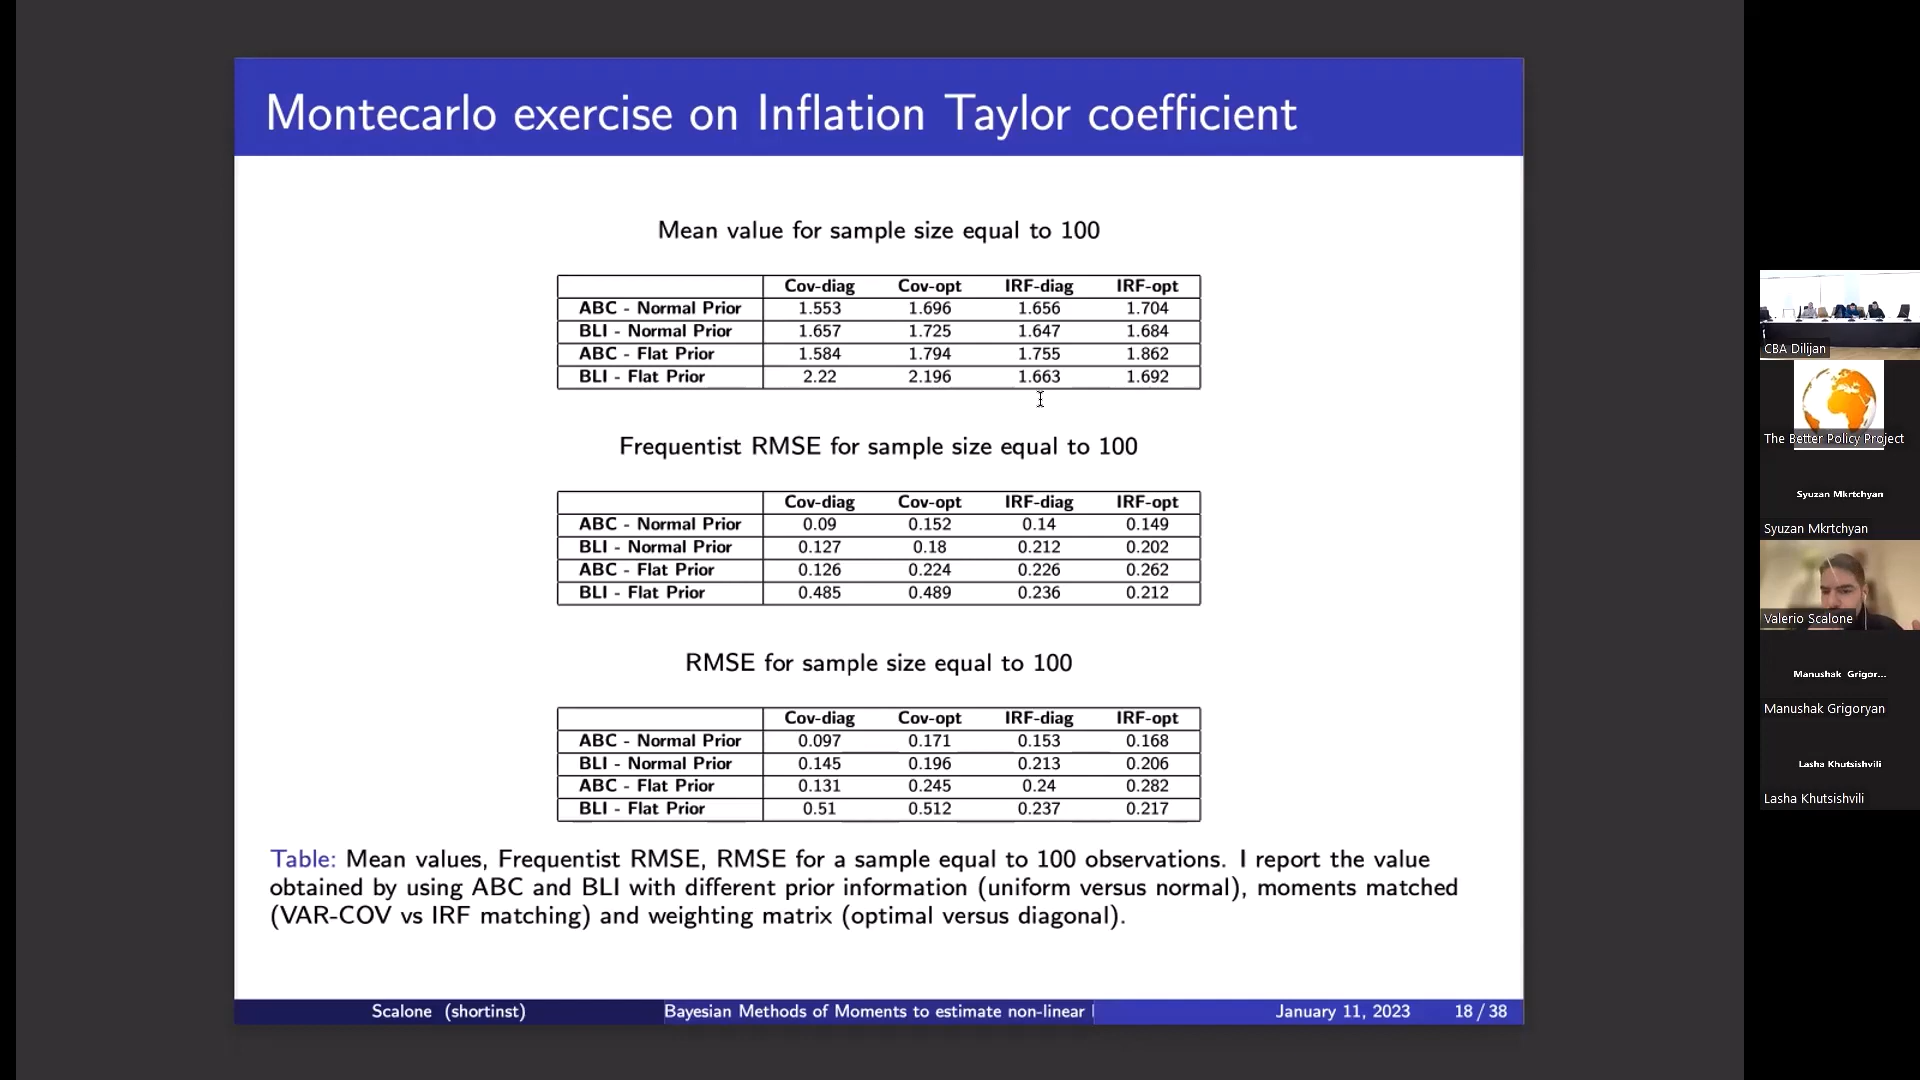 Montecarlo exercise on Inflation Taylor coefficient
Mean value for sample size equal to 100
Cov-diag Cov-opt IRF-diag IRF-opt
ABC - Normal Prior 1.553 1.696 1.656 1.704
BLI - Normal Prior 1.657 1.725 1.647 1.684
ABC - Flat Prior 1.584 1.794 1.755 1.862
BLI - Flat Prior 2.22 2.196 1.663 1.692
Frequentist RMSE for sample size equal to 100
Cov-diag Cov-opt IRF-diag IRF-opt
ABC - Normal Prior 0.09 0.152 0.14 0.149
BLI - Normal Prior 0.127 0.18 0.212 0.202
ABC - Flat Prior 0.126 0.224 0.226 0.262
BLI - Flat Prior 0.485 0.489 0.236 0.212
RMSE for sample size equal to 100
Cov-diag Cov-opt IRF-diag IRF-opt
ABC - Normal Prior 0.097 0.171 0.153 0.168
BLI - Normal Prior 0.145 0.196 0.213 0.206
ABC - Flat Prior 0.131 0.245 0.24 0.282
BLI - Flat Prior 0.51 0.512 0.237 0.217
Table: Mean values, Frequentist RMSE, RMSE for a sample equal to 100 observations. I report the value
obtained by using ABC and BLI with different prior information (uniform versus normal), moments matched
(VAR-COV vs IRF matching) and weighting matrix (optimal versus diagonal).
Scalone (shortinst) Bayesian Methods of Moments to estimate non-linear January 11, 2023 18 / 38
CBA Dilijan
The Better Policy Project
Syuzan Mkrtchyan
Syuzan Mkrtchyan
Valerio Scalone
Manushak Grigor...
Manushak Grigoryan
Lasha Khutsishvili
Lasha Khutsishvili